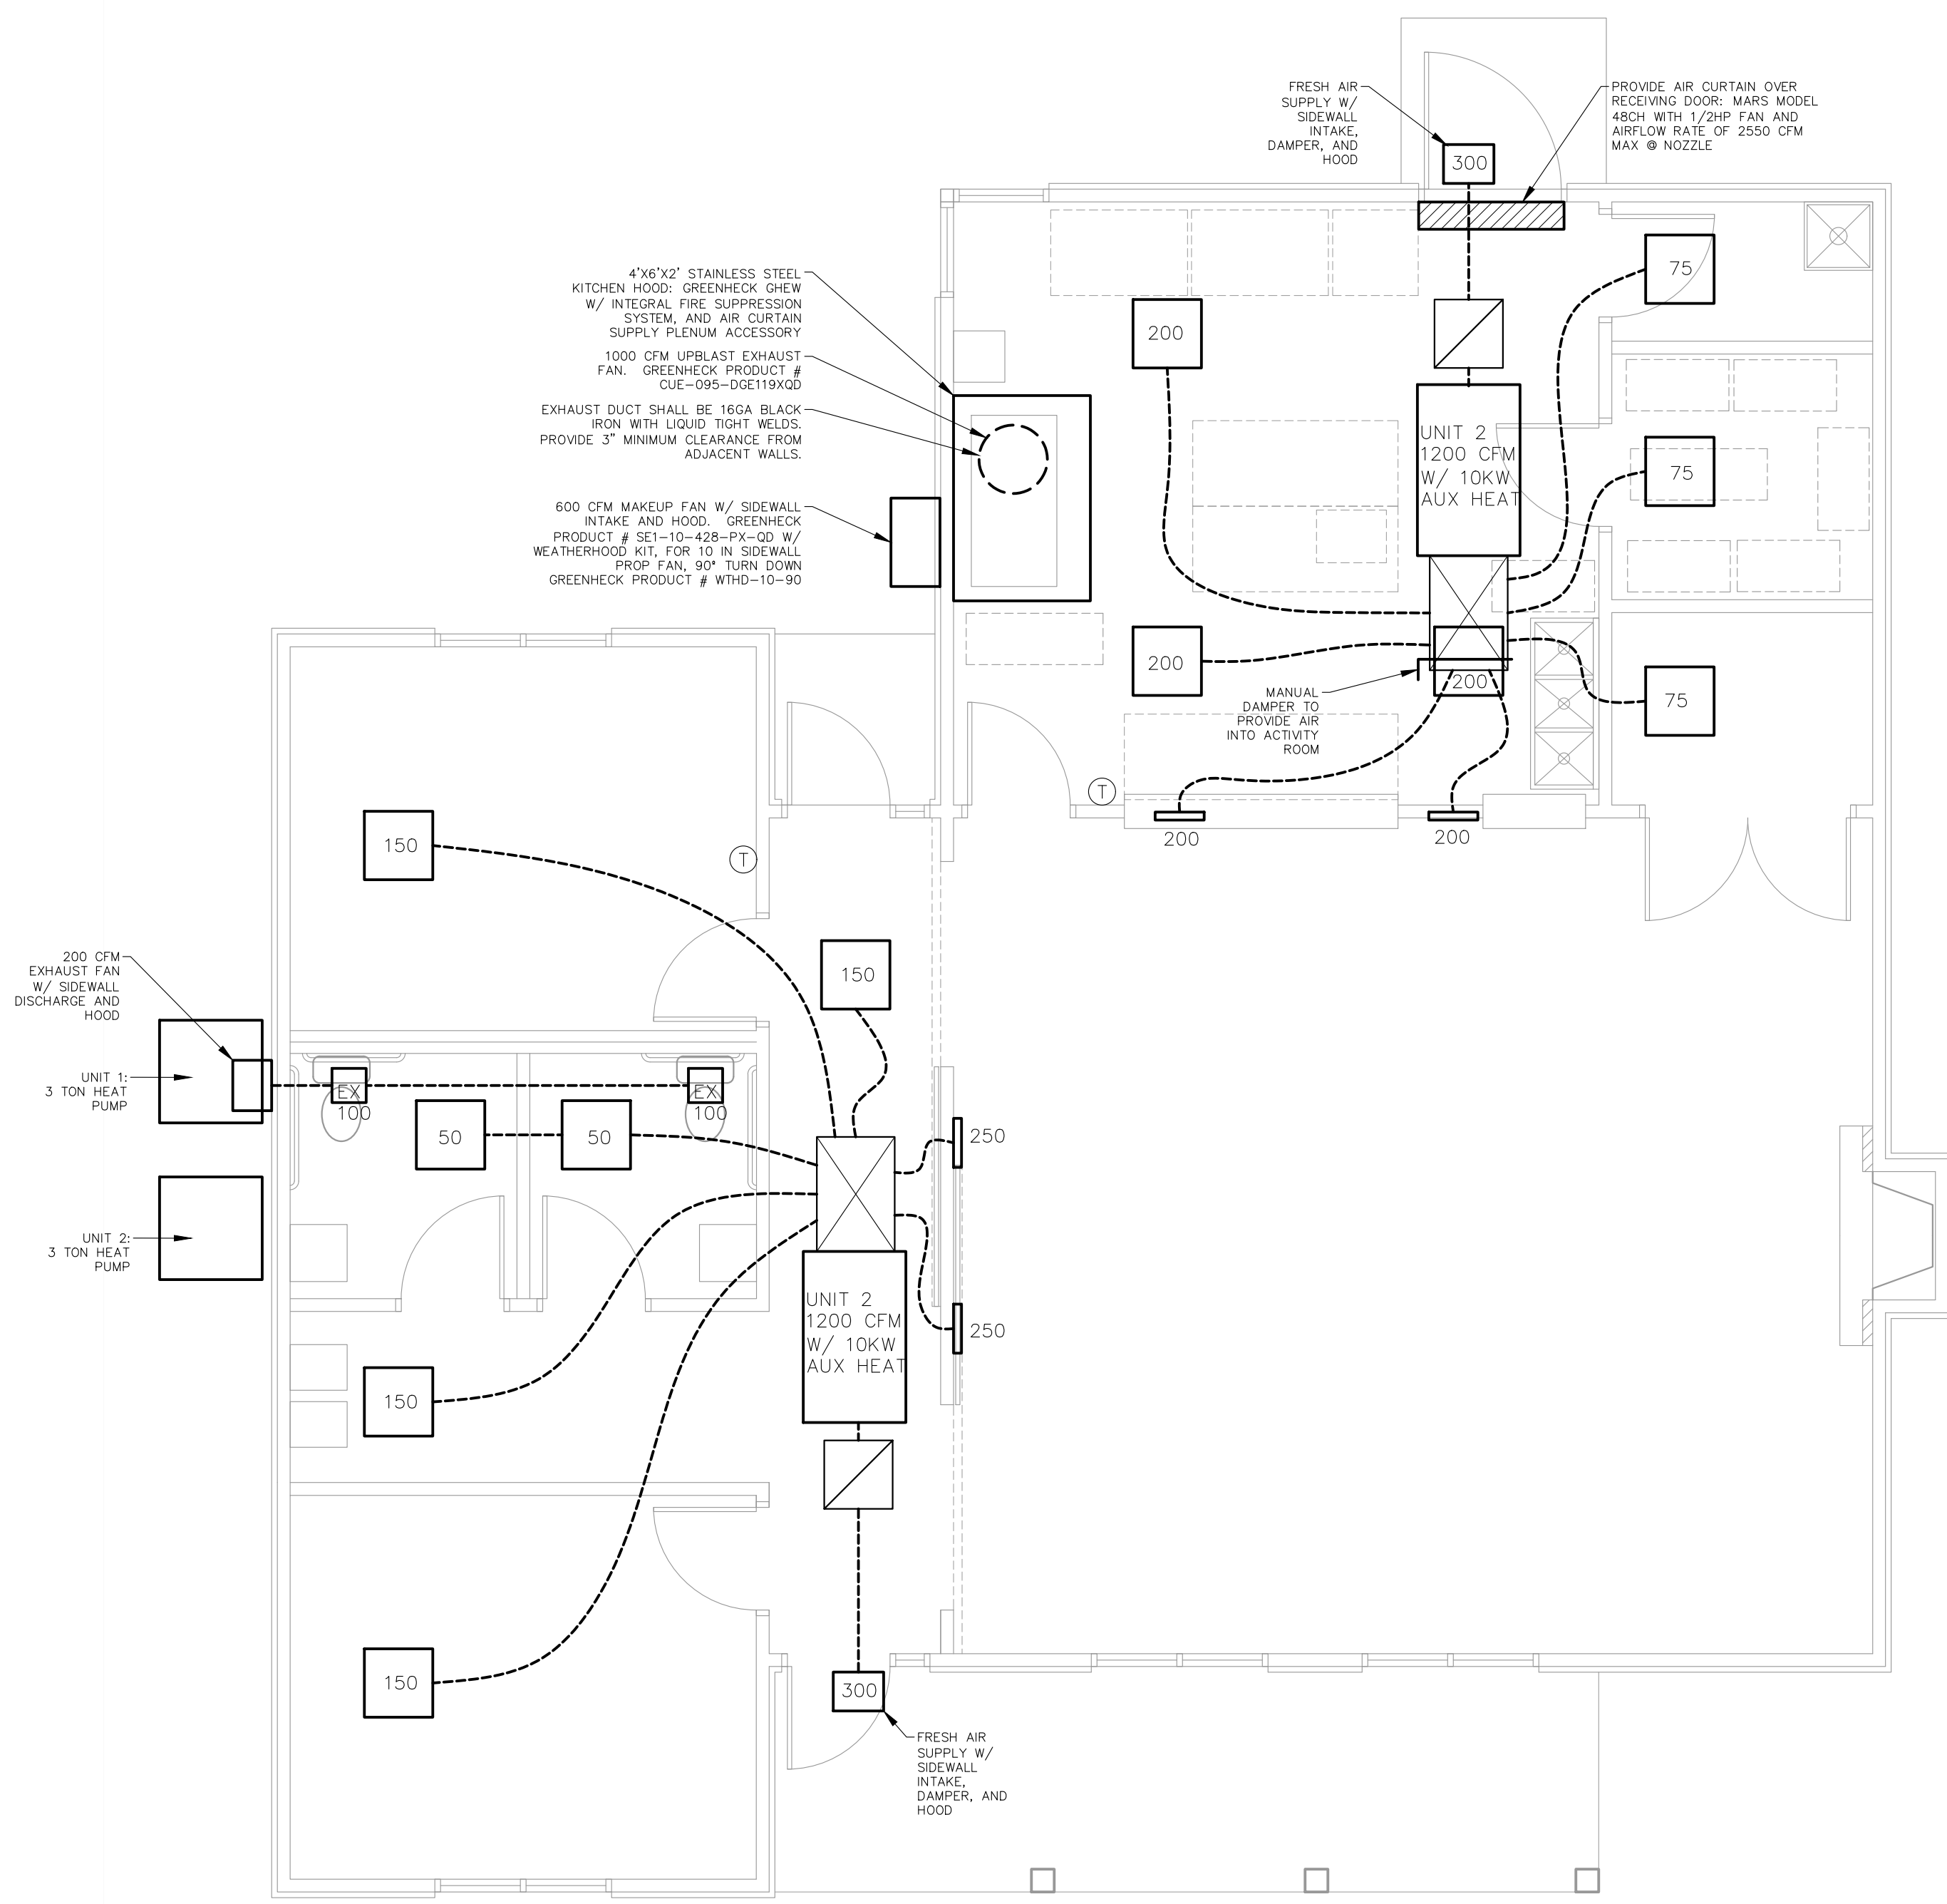 FRESH AIR
SUPPLY W/
SIDEWALL
INTAKE,
DAMPER, AND
HOOD
300
PROVIDE AIR CURTAIN OVER
RECEIVING DOOR: MARS MODEL
48CH WITH 1/2HP FAN AND
AIRFLOW RATE OF 2550 CFM
MAX @ NOZZLE
4'X6'X2' STAINLESS STEEL
KITCHEN HOOD: GREENHECK GHEW
W/ INTEGRAL FIRE SUPPRESSION
SYSTEM, AND AIR CURTAIN
SUPPLY PLENUM ACCESSORY
1000 CFM UPBLAST EXHAUST
FAN. GREENHECK PRODUCT #
CUE-095-DGE119XQD
EXHAUST DUCT SHALL BE 16GA BLACK
IRON WITH LIQUID TIGHT WELDS.
PROVIDE 3" MINIMUM CLEARANCE FROM
ADJACENT WALLS.
600 CFM MAKEUP FAN W/ SIDEWALL
INTAKE AND HOOD. GREENHECK
PRODUCT # SE1-10-428-PX-QD W/
WEATHERHOOD KIT, FOR 10 IN SIDEWALL
PROP FAN, 90° TURN DOWN
GREENHECK PRODUCT # WTHD-10-90
75
200
UNIT 2
1200 CFM
W/ 10KW
AUX HEAT
75
200
200
75
MANUAL
DAMPER TO
PROVIDE AIR
INTO ACTIVITY
ROOM
T
200
200
150
T
150
200 CFM
EXHAUST FAN
W/ SIDEWALL
DISCHARGE AND
HOOD
UNIT 1:
3 TON HEAT
PUMP
EX
100
EX
100
50
50
250
UNIT 2:
3 TON HEAT
PUMP
UNIT 2
1200 CFM
W/ 10KW
AUX HEAT
250
150
150
300
FRESH AIR
SUPPLY W/
SIDEWALL
INTAKE,
DAMPER, AND
HOOD